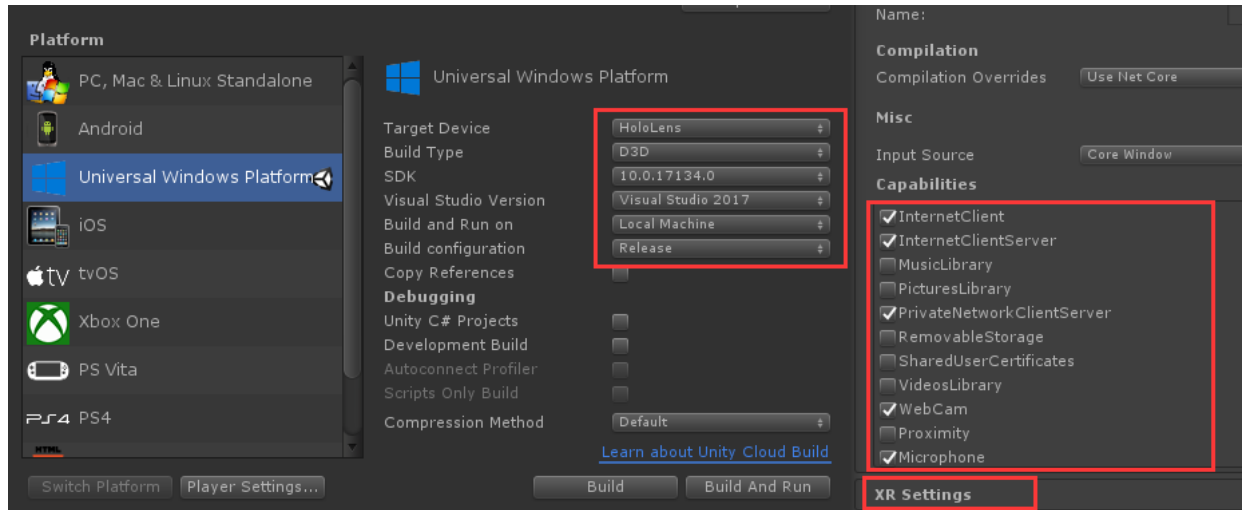 Platform
PC, Mac & Linux Standalone
Android
Universal Windows Platform
iOS
tv tvOS
Xbox One
PS Vita
PS4 PS4
HTML
Switch Platform
Player Settings...
Universal Windows Platform
Target Device HoloLens
Build Type D3D
SDK 10.0.17134.0
Visual Studio Version Visual Studio 2017
Build and Run on Local Machine
Build configuration Release
Copy References
Debugging
Unity C# Projects
Development Build
Autoconnect Profiler
Scripts Only Build
Compression Method Default
Learn about Unity Cloud Build
Build
Build And Run
Name:
Compilation
Compilation Overrides Use Net Core
Misc
Input Source Core Window
Capabilities
InternetClient
InternetClientServer
MusicLibrary
PicturesLibrary
PrivateNetworkClientServer
RemovableStorage
SharedUserCertificates
VideosLibrary
WebCam
Proximity
Microphone
XR Settings